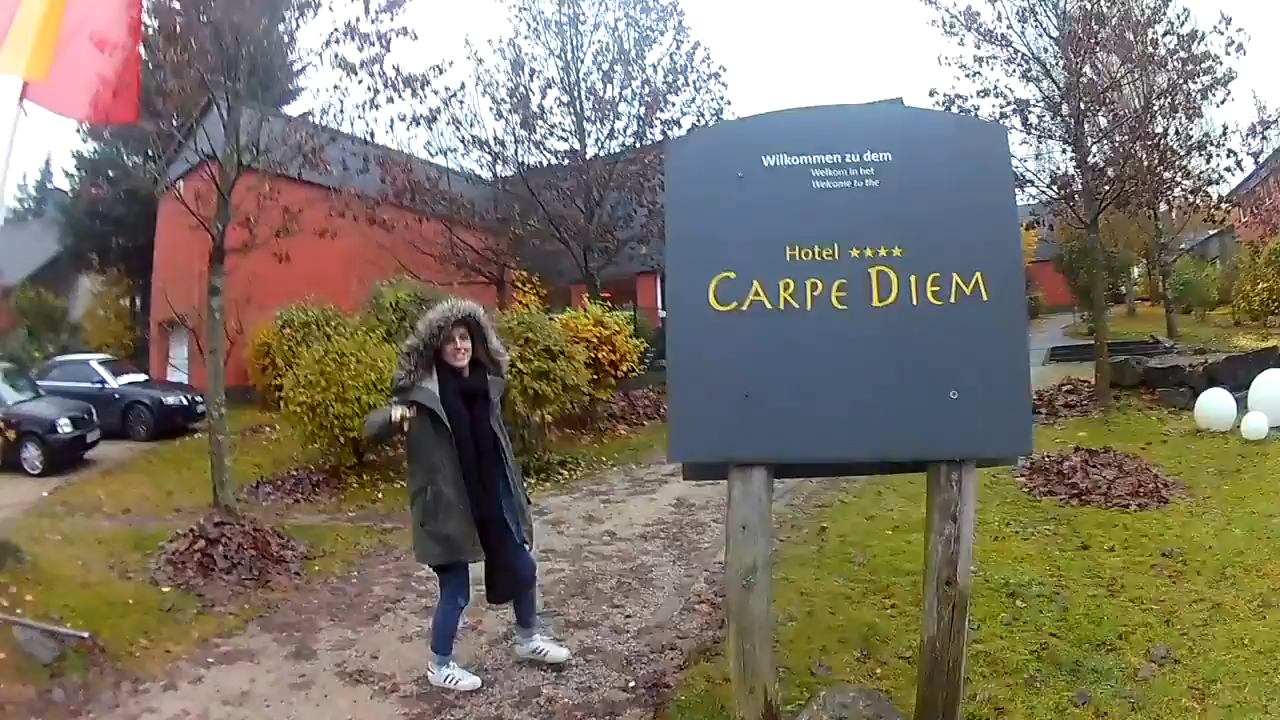 Wilkommen zu dem
Welkom in het
Welcome to the
Hotel ★★★★
CARPE DIEM